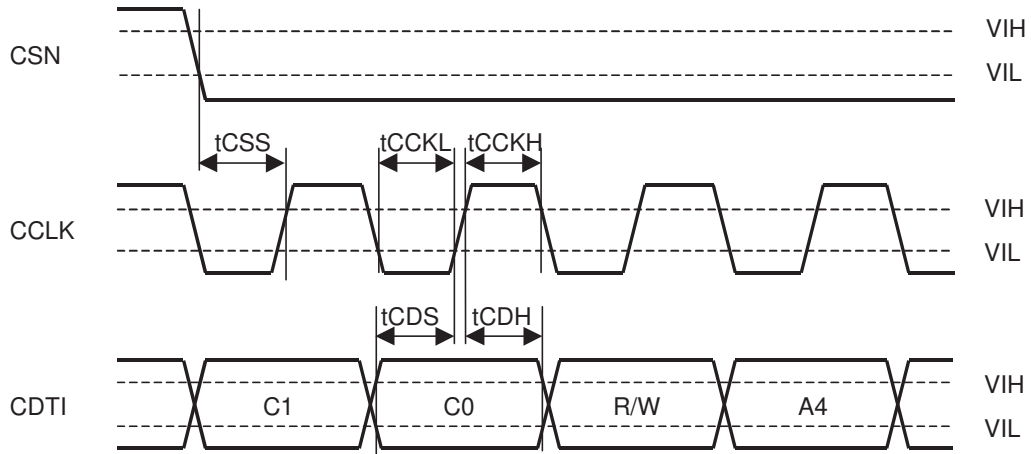 VIH
CSN
VIL
tCSS tCCKL tCCKH
VIH
CCLK
VIL
tCDS tCDH
VIH
CDTI C1 C0 R/W A4
VIL